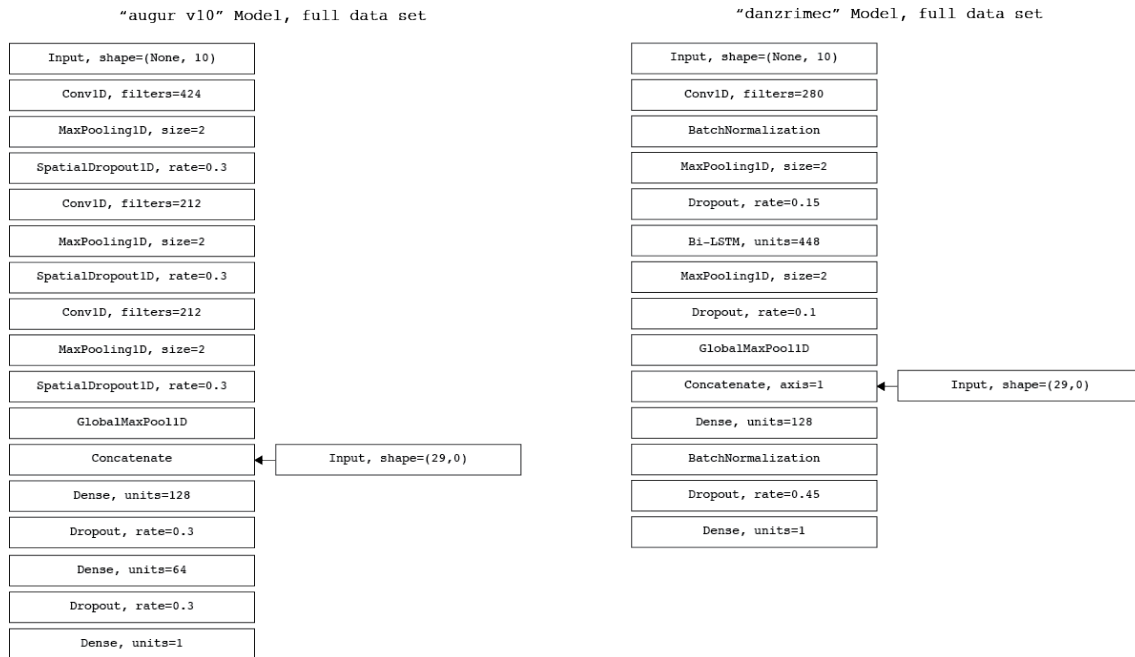 “augur v10” Model, full data set
Input, shape=(None, 10)
Conv1D, filters=424
MaxPooling1D, size=2
SpatialDropout1D, rate=0.3
Conv1D, filters=212
MaxPooling1D, size=2
SpatialDropout1D, rate=0.3
Conv1D, filters=212
MaxPooling1D, size=2
SpatialDropout1D, rate=0.3
GlobalMaxPool1D
Concatenate
Input, shape=(29,0)
Dense, units=128
Dropout, rate=0.3
Dense, units=64
Dropout, rate=0.3
Dense, units=1
“danzrimec” Model, full data set
Input, shape=(None, 10)
Conv1D, filters=280
BatchNormalization
MaxPooling1D, size=2
Dropout, rate=0.15
Bi-LSTM, units=448
MaxPooling1D, size=2
Dropout, rate=0.1
GlobalMaxPool1D
Concatenate, axis=1
Input, shape=(29,0)
Dense, units=128
BatchNormalization
Dropout, rate=0.45
Dense, units=1